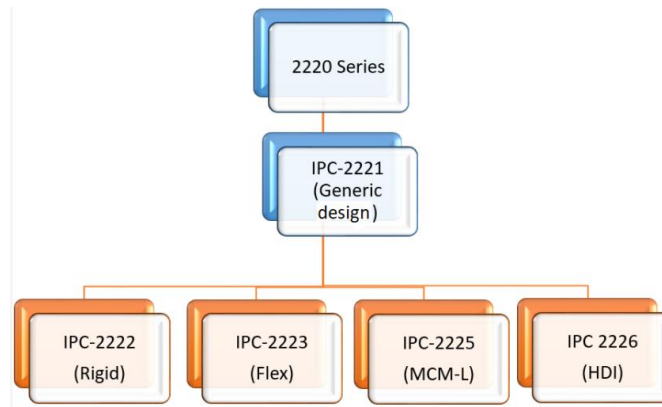 2220 Series
IPC-2221
(Generic
design)
IPC-2222
(Rigid)
IPC-2223
(Flex)
IPC-2225
(MCM-L)
IPC 2226
(HDI)